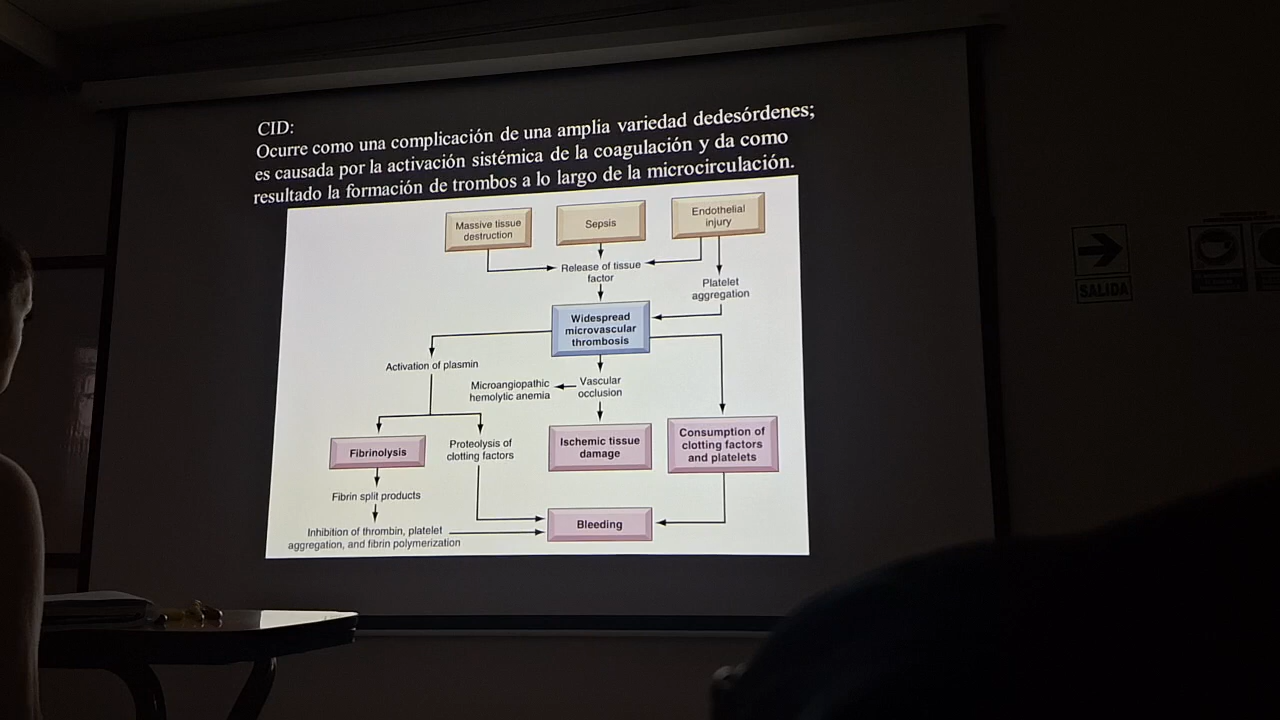 CID:
Ocurre como una complicación de una amplia variedad dedesórdenes;
es causada por la activación sistémica de la coagulación y da como
resultado la formación de trombos a lo largo de la microcirculación.
Massive tissue
destruction
Sepsis
Endothelial
injury
Release of tissue
factor
Platelet
aggregation
Widespread
microvascular
thrombosis
Activation of plasmin
Microangiopathic
hemolytic anemia
Vascular
occlusion
Fibrinolysis
Proteolysis of
clotting factors
Ischemic tissue
damage
Consumption of
clotting factors
and platelets
Fibrin split products
Inhibition of thrombin, platelet
aggregation, and fibrin polymerization
Bleeding
SALIDA